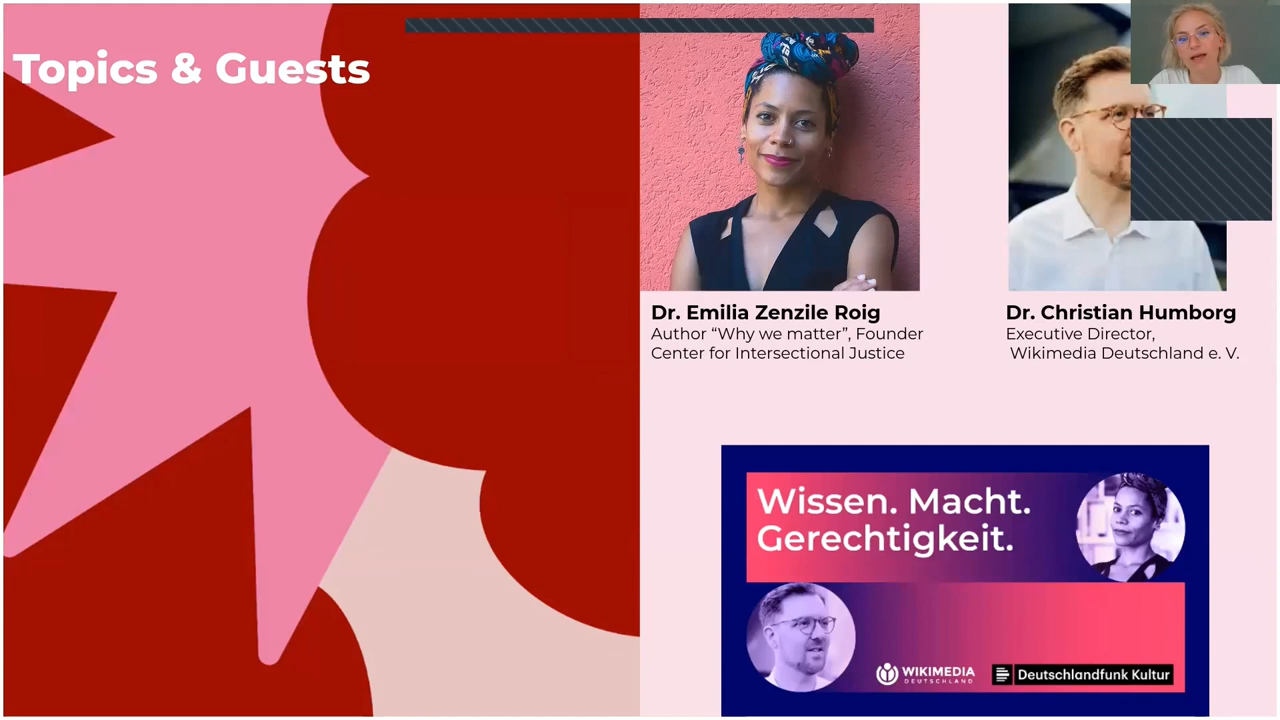 Topics & Guests
Dr. Emilia Zenzile Roig
Author “Why we matter”, Founder
Center for Intersectional Justice
Dr. Christian Humborg
Executive Director,
Wikimedia Deutschland e. V.
Wissen. Macht.
Gerechtigkeit.
WIKIMEDIA
DEUTSCHLAND
Deutschlandfunk Kultur